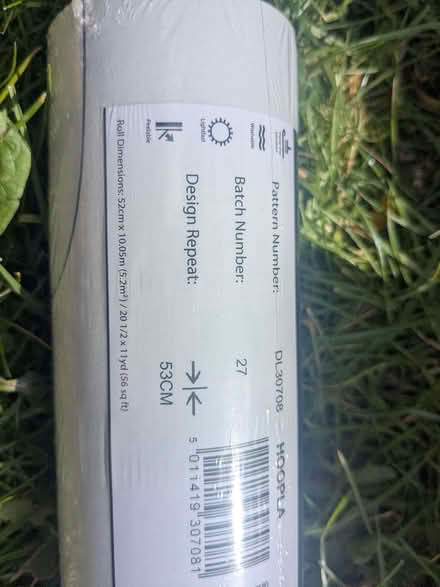 Pattern Number: DL30708 HOOPLA
Batch Number: 27
Design Repeat: 53CM
Washable
Lightfast
Peelable
5 011419 307081
Roll Dimensions: 52cm x 10.05m (5.2m²) / 20 1/2 x 11yd (56 sq ft)